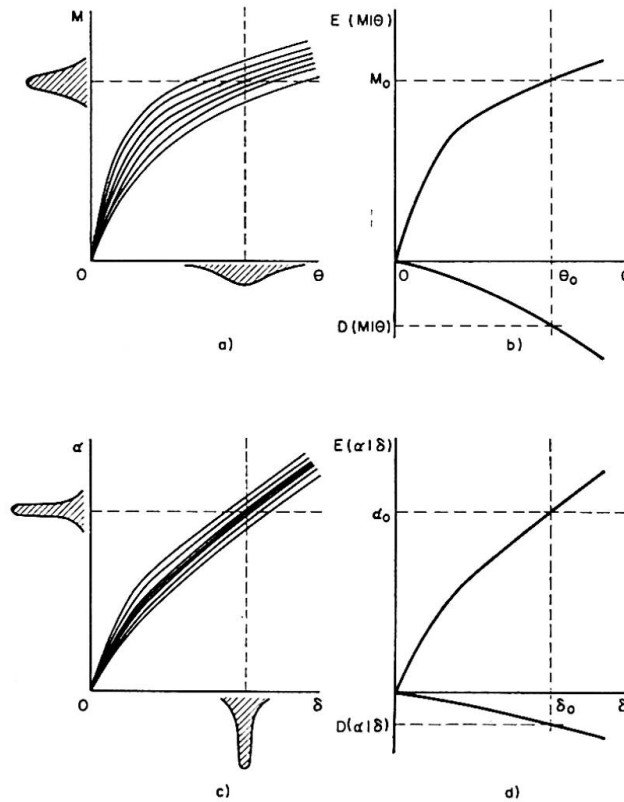 M
E (M|θ)
M₀
O
θ
O
θ₀
θ
D (M|θ)
a)
b)
α
E (α|δ)
α₀
O
δ
δ₀
δ
D (α|δ)
c)
d)